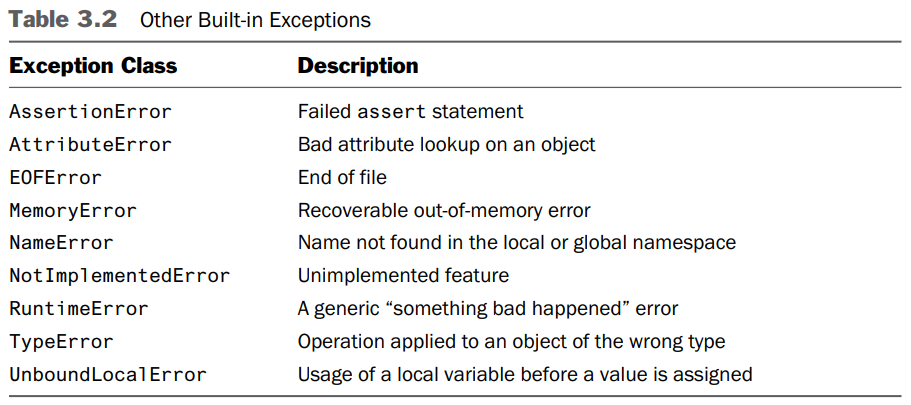 Table 3.2 Other Built-in Exceptions
Exception Class Description
AssertionError Failed assert statement
AttributeError Bad attribute lookup on an object
EOFError End of file
MemoryError Recoverable out-of-memory error
NameError Name not found in the local or global namespace
NotImplementedError Unimplemented feature
RuntimeError A generic “something bad happened” error
TypeError Operation applied to an object of the wrong type
UnboundLocalError Usage of a local variable before a value is assigned